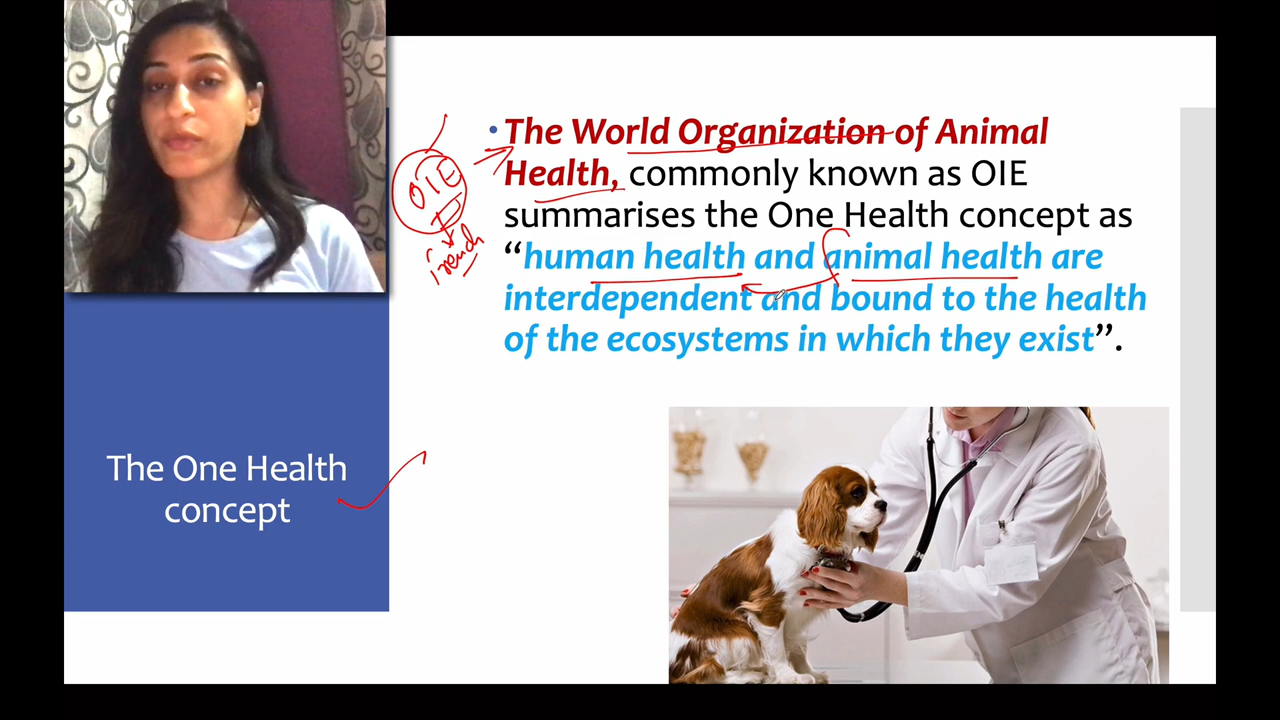 • The World Organization of Animal
Health, commonly known as OIE
summarises the One Health concept as
“human health and animal health are
interdependent and bound to the health
of the ecosystems in which they exist”.
OIE
The One Health
concept